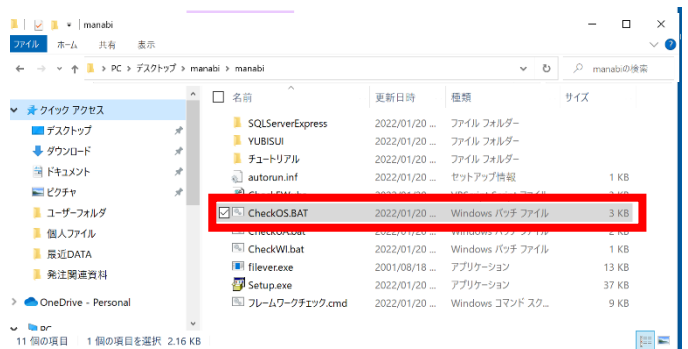 manabi
ファイル ホーム 共有 表示
PC > デスクトップ > manabi > manabi
manabiの検索
名前 更新日時 種類 サイズ
クイック アクセス
デスクトップ
ダウンロード
ドキュメント
ピクチャ
ユーザーフォルダ
個人ファイル
最近DATA
発注関連資料
OneDrive - Personal
PC
SQLServerExpress 2022/01/20 ... ファイル フォルダー
YUBISUI 2022/01/20 ... ファイル フォルダー
チュートリアル 2022/01/20 ... ファイル フォルダー
autorun.inf 2022/01/20 ... セットアップ情報 1 KB
CheckOS.BAT 2022/01/20 ... Windows バッチ ファイル 3 KB
CheckOA.bat 2022/01/20 ... Windows バッチ ファイル 2 KB
CheckWI.bat 2022/01/20 ... Windows バッチ ファイル 1 KB
filever.exe 2001/08/18 ... アプリケーション 13 KB
Setup.exe 2022/01/20 ... アプリケーション 37 KB
フレームワークチェック.cmd 2022/01/20 ... Windows コマンド スク... 9 KB
11 個の項目 1 個の項目を選択 2.16 KB